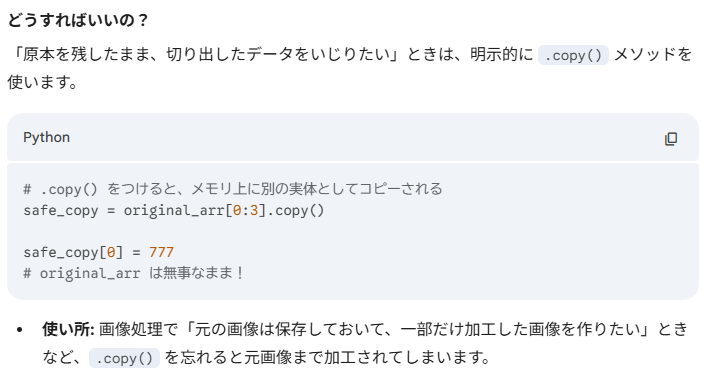 どうすればいいの？
「原本を残したまま、切り出したデータをいじりたい」ときは、明示的に .copy() メソッドを
使います。
Python
# .copy() をつけると、メモリ上に別の実体としてコピーされる
safe_copy = original_arr[0:3].copy()
safe_copy[0] = 777
# original_arr は無事なまま！
• 使い所: 画像処理で「元の画像は保存しておいて、一部だけ加工した画像を作りたい」とき
など、.copy() を忘れると元画像まで加工されてしまいます。